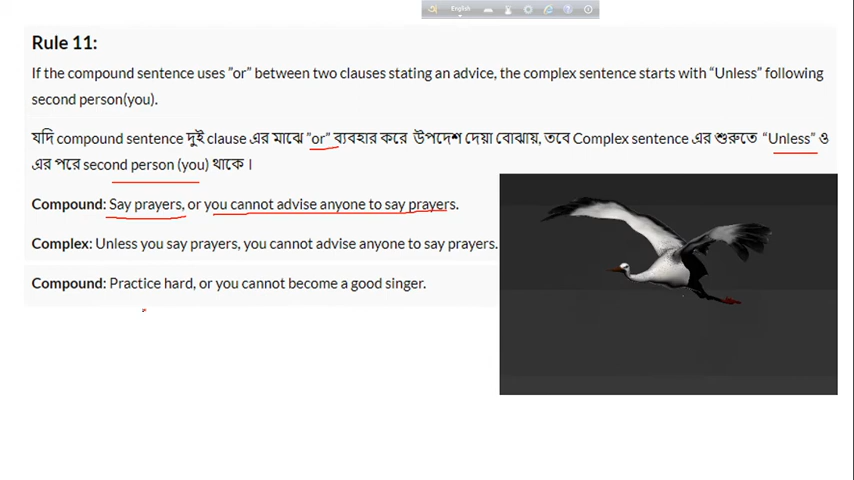 English
Rule 11:
If the compound sentence uses "or" between two clauses stating an advice, the complex sentence starts with "Unless" following
second person(you).
যদি compound sentence দুই clause এর মাঝে "or" ব্যবহার করে উপদেশ দেয়া বোঝায়, তবে Complex sentence এর শুরুতে "Unless" ও
এর পরে second person (you) থাকে।
Compound: Say prayers, or you cannot advise anyone to say prayers.
Complex: Unless you say prayers, you cannot advise anyone to say prayers.
Compound: Practice hard, or you cannot become a good singer.